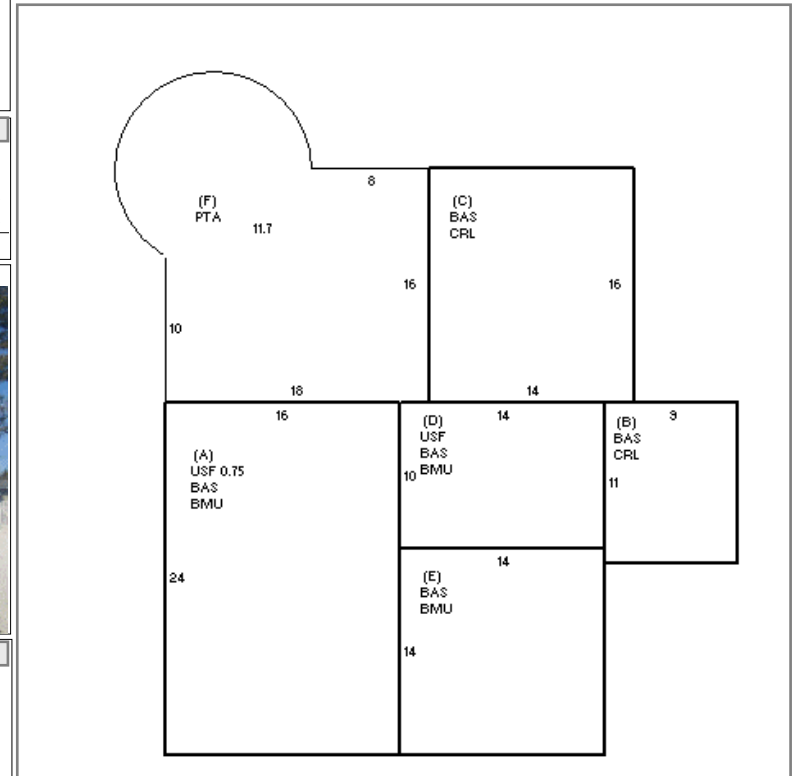 8
(F)
PTA
11.7
(C)
BAS
CRL
16
16
10
18
14
16
14
9
(A)
USF 0.75
BAS
BMU
(D)
USF
BAS
BMU
10
(B)
BAS
CRL
11
14
24
(E)
BAS
BMU
14